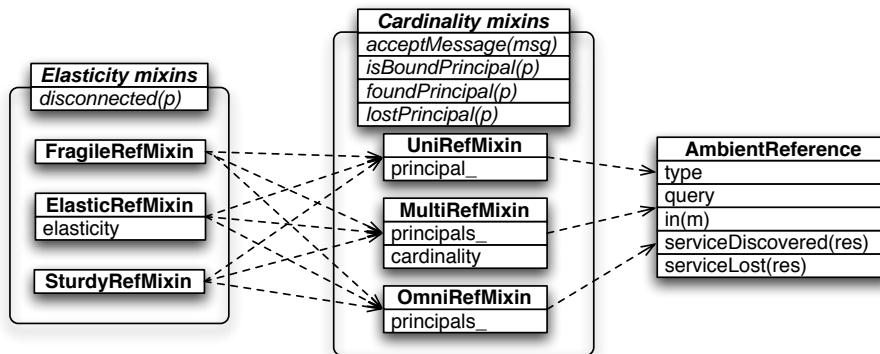 Elasticity mixins
disconnected(p)
FragileRefMixin
ElasticRefMixin
elasticity
SturdyRefMixin
Cardinality mixins
acceptMessage(msg)
isBoundPrincipal(p)
foundPrincipal(p)
lostPrincipal(p)
UniRefMixin
principal_
MultiRefMixin
principals_
cardinality
OmniRefMixin
principals_
AmbientReference
type
query
in(m)
serviceDiscovered(res)
serviceLost(res)